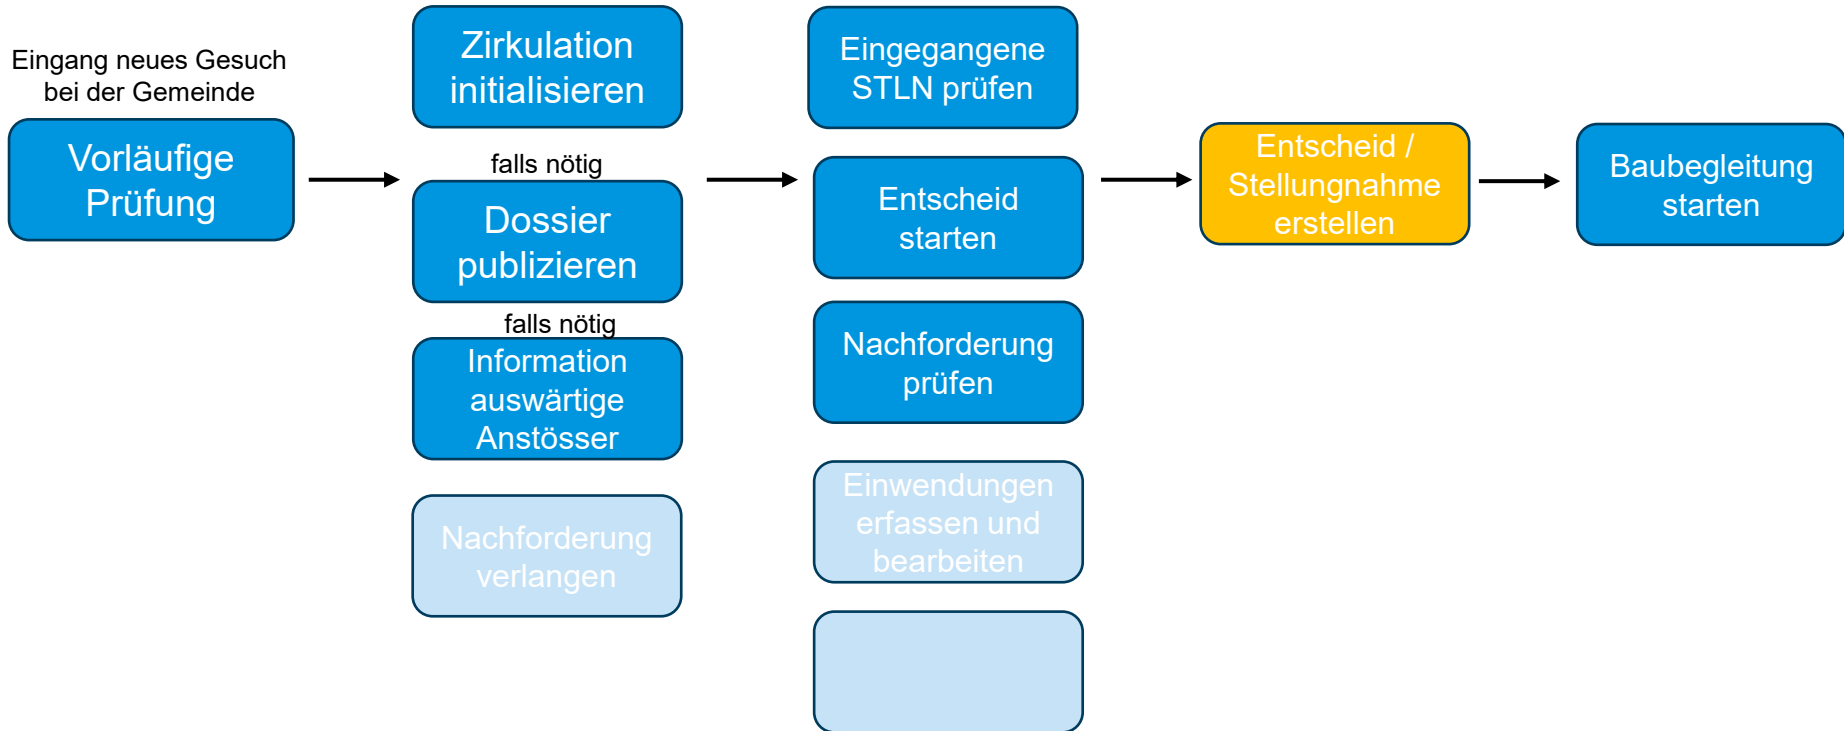 Eingang neues Gesuch
bei der Gemeinde
Vorläufige
Prüfung
Zirkulation
initialisieren
falls nötig
Dossier
publizieren
falls nötig
Information
auswärtige
Anstösser
Nachforderung
verlangen
Eingegangene
STLN prüfen
Entscheid
starten
Nachforderung
prüfen
Einwendungen
erfassen und
bearbeiten
Entscheid /
Stellungnahme
erstellen
Baubegleitung
starten